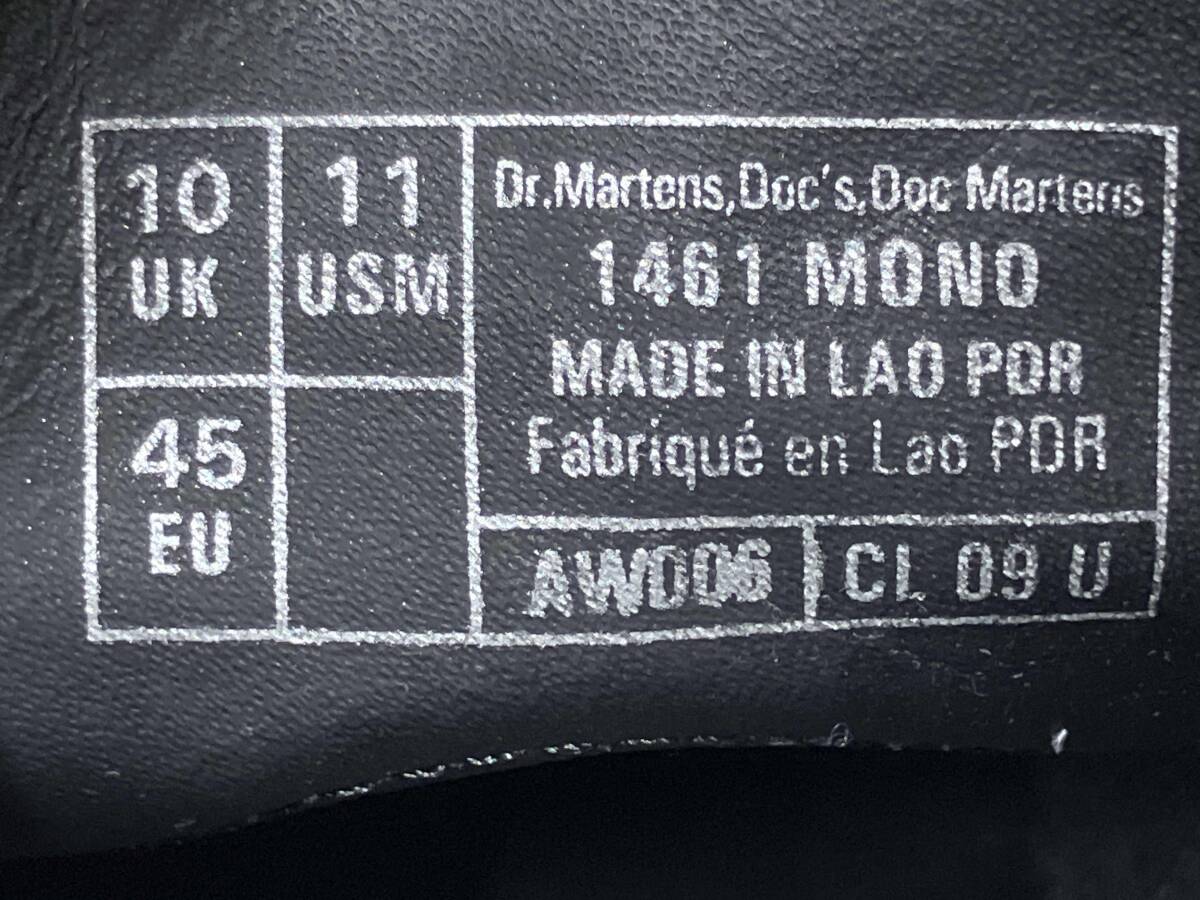 10
UK
11
USM
45
EU
Dr.Martens,Doc's,Doc Martens
1461 MONO
MADE IN LAO PDR
Fabriqué en Lao PDR
AW006
CL 09 U